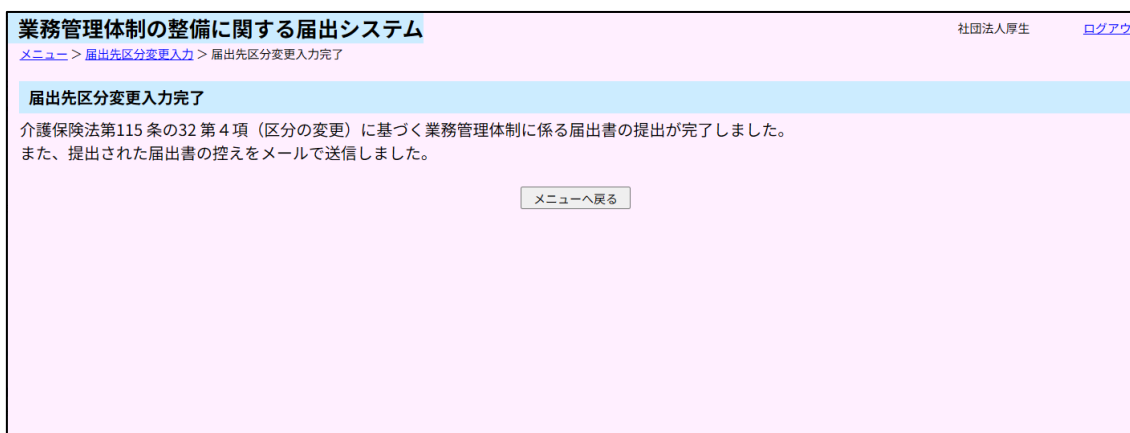 業務管理体制の整備に関する届出システム
社団法人厚生
ログアウ
メニュー > 届出先区分変更入力 > 届出先区分変更入力完了
届出先区分変更入力完了
介護保険法第115 条の32 第４項（区分の変更）に基づく業務管理体制に係る届出書の提出が完了しました。
また、提出された届出書の控えをメールで送信しました。
メニューへ戻る